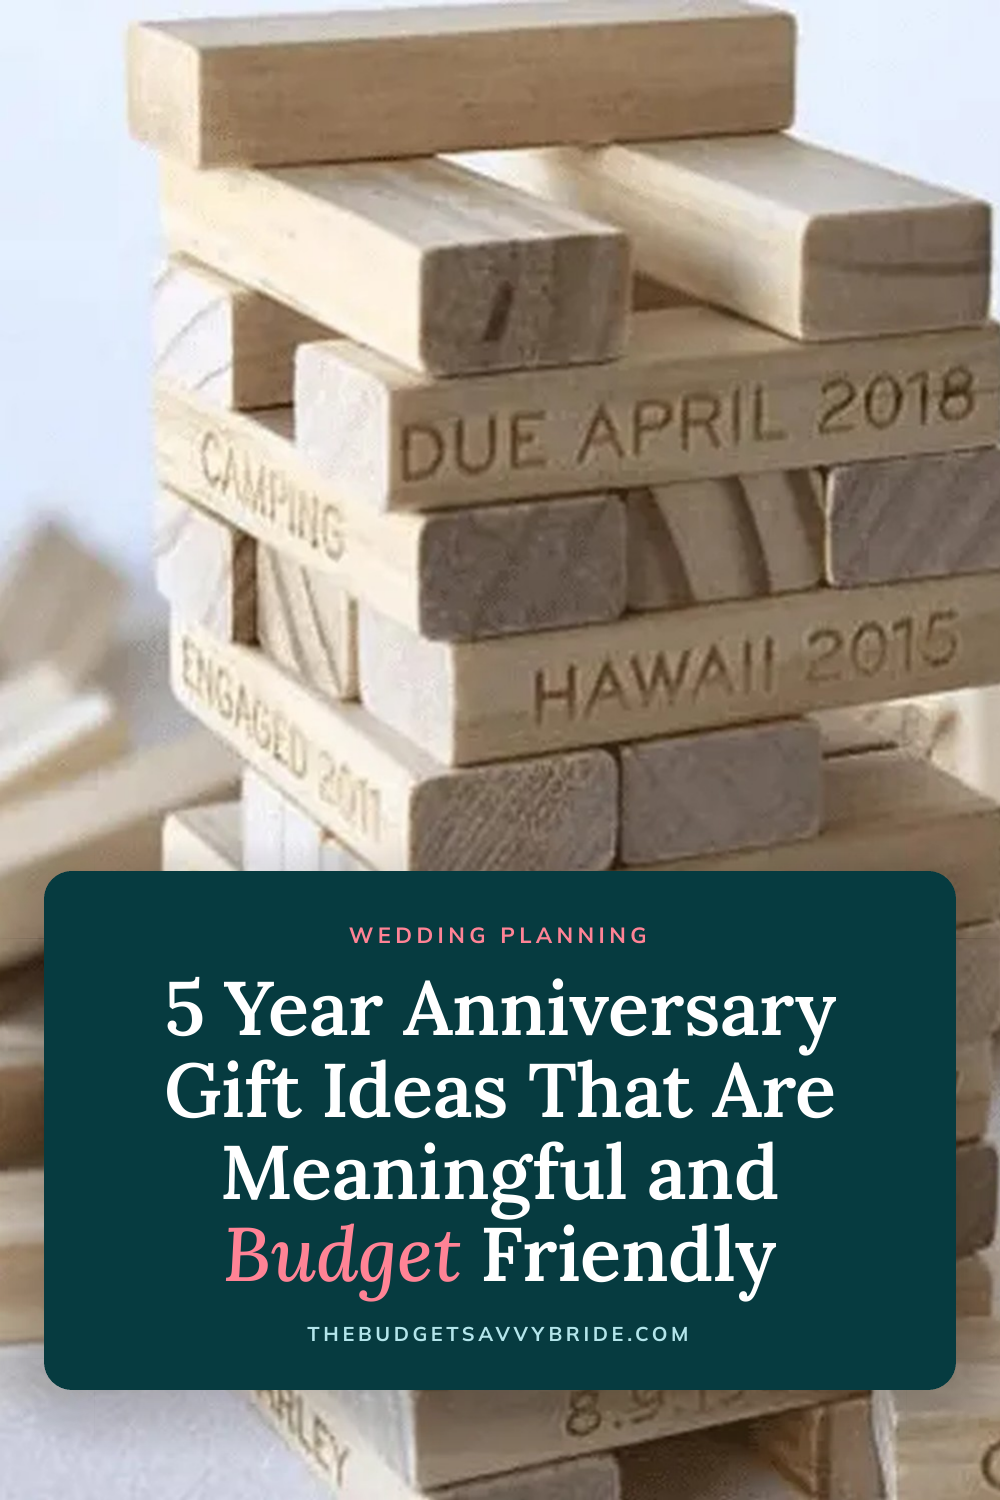 DUE APRIL 2018
CAMPING
HAWAII 2015
ENGAGED 2011
WEDDING PLANNING
5 Year Anniversary
Gift Ideas That Are
Meaningful and
Budget Friendly
THEBUDGETSAVVYBRIDE.COM